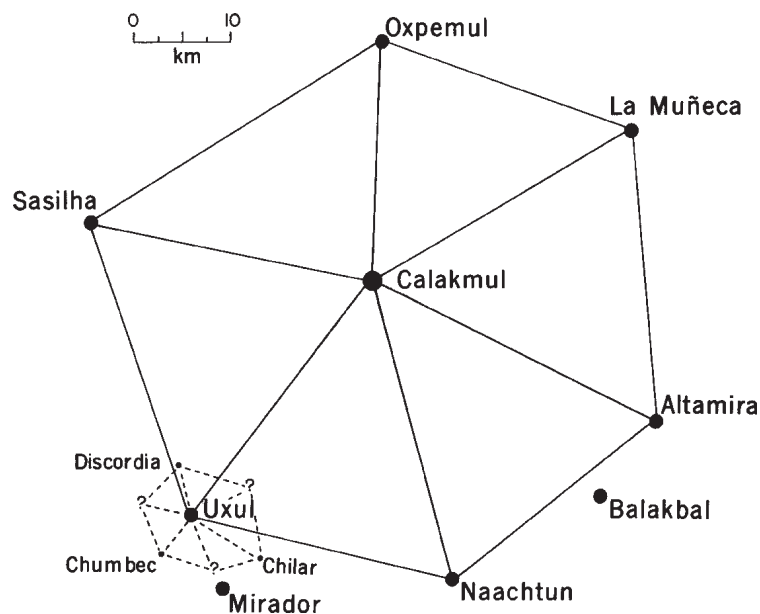 0 10
km
Oxpemul
La Muñeca
Sasilha
Calakmul
Altamira
Discordia
?
?
Uxul
Balakbal
Chumbec
?
Chilar
Naachtun
Mirador